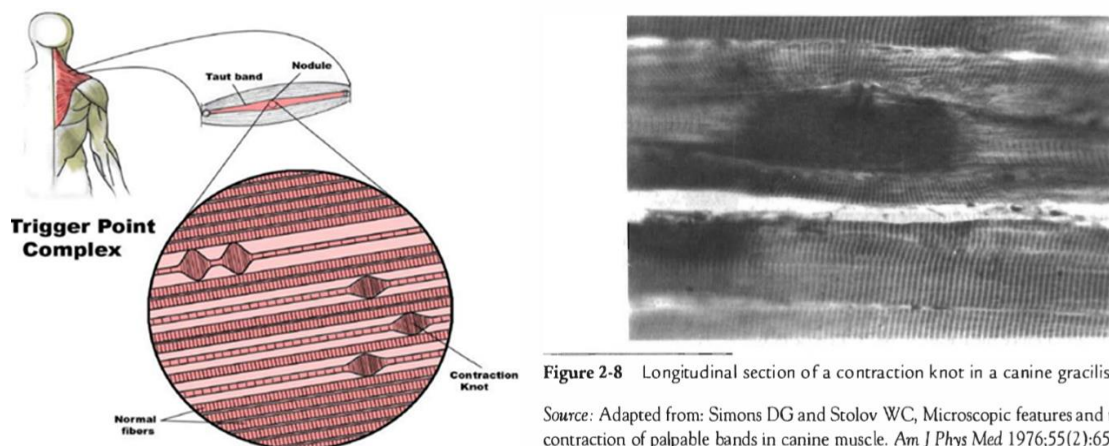 Taut band
Nodule
Trigger Point
Complex
Contraction
Knot
Normal
fibers
Figure 2-8 Longitudinal section of a contraction knot in a canine gracilis
Source: Adapted from: Simons DG and Stolov WC, Microscopic features and
contraction of palpable bands in canine muscle. Am J Phys Med 1976;55(2):65